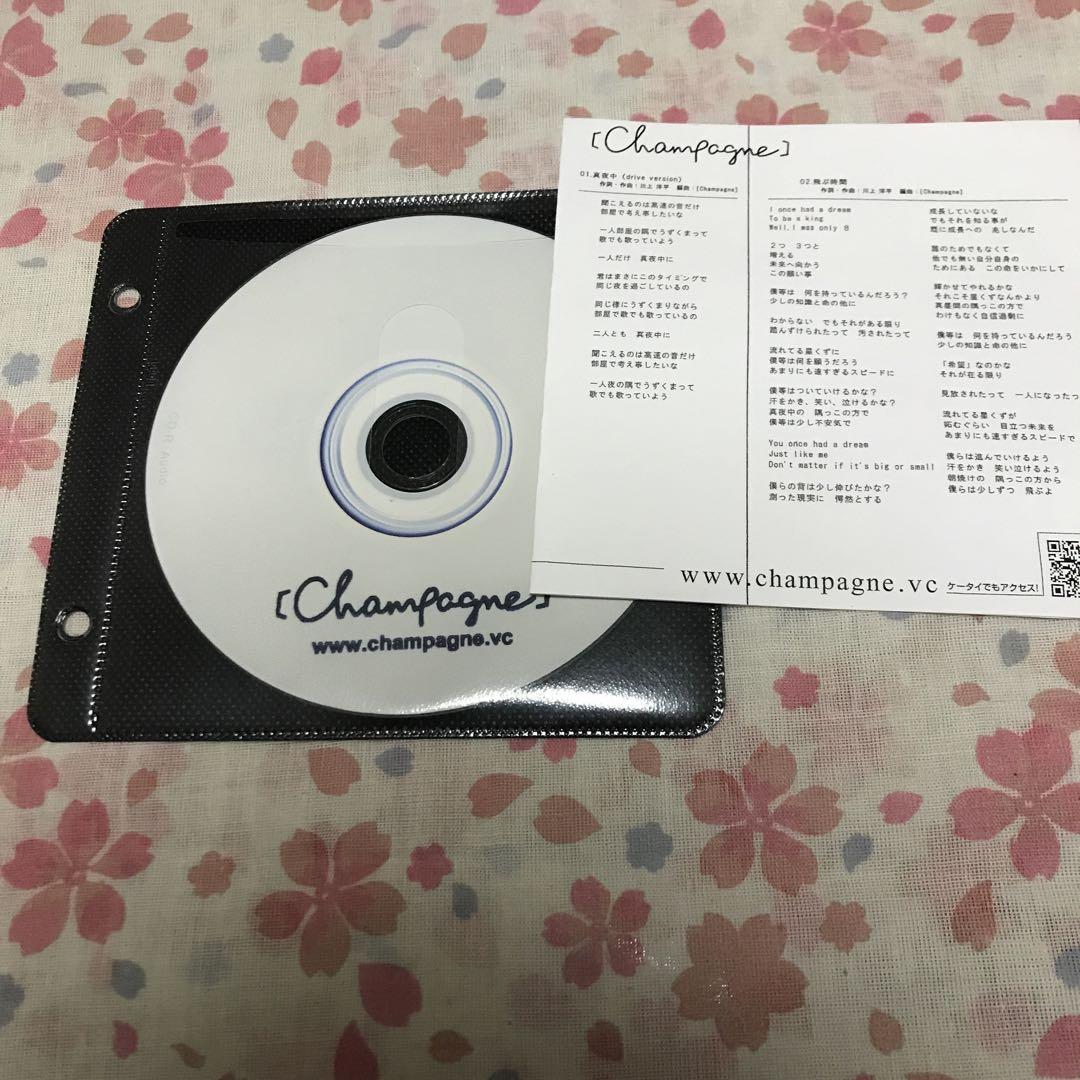 CD-R Audio
[Champagne]
www.champagne.vc
[Champagne]
01.真夜中 (drive version)
作詞・作曲：川上 洋平　編曲：[Champagne]
聞こえるのは高速の音だけ
部屋で考え事したいな
一人部屋の隅でうずくまって
歌でも歌っていよう
一人だけ　真夜中に
君はまさにこのタイミングで
同じ夜を過ごしているの
同じ様にうずくまりながら
部屋で歌でも歌っているの
二人とも　真夜中に
聞こえるのは高速の音だけ
部屋で考え事したいな
一人夜の隅でうずくまって
歌でも歌っていよう
02.飛ぶ時間
作詞・作曲：川上 洋平　編曲：[Champagne]
I once had a dream
To be a king
Well,I was only 8
2つ　3つと
増える
未来へ向かう
この願い事
僕等は　何を持っているんだろう？
少しの知識と命の他に
わからない　でもそれがある限り
踏んずけられたって　汚されたって
流れてる星くずに
僕等は何を願うだろう
あまりにも速すぎるスピードに
僕等はついていけるかな？
汗をかき、笑い、泣けるかな？
真夜中の　隅っこの方で
僕等は少し不安気で
You once had a dream
Just like me
Don't matter if it's big or small
僕らの背は少し伸びたかな？
測った現実に　愕然とする
成長していないな
でもそれを知る事が
既に成長への　兆しなんだ
誰のためでもなくて
他でも無い自分自身の
ためにある　この命をいかにして
輝かせてやれるかな
それこそ星くずなんかより
真昼間の隅っこの方で
わけもなく自信過剰に
僕等は　何を持っているんだろう
少しの知識と命の他に
「希望」なのかな
それが在る限り
見放されたって　一人になったっ
流れてる星くずが
妬むぐらい　目立つ未来を
あまりにも速すぎるスピードで
僕らは進んでいけるよう
汗をかき　笑い泣けるよう
朝焼けの　隅っこの方から
僕らは少しずつ　飛ぶよ
www.champagne.vc ケータイでもアクセス!